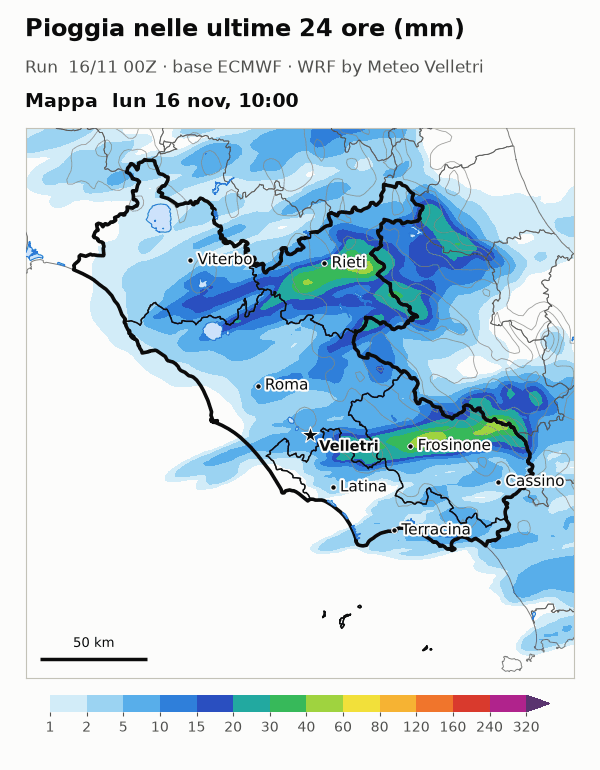 Pioggia nelle ultime 24 ore (mm)
Run  16/11 00Z · base ECMWF · WRF by Meteo Velletri
Mappa  lun 16 nov, 10:00
Viterbo
Rieti
Roma
Velletri
Frosinone
Latina
Cassino
Terracina
50 km
1 2 5 10 15 20 30 40 60 80 120 160 240 320